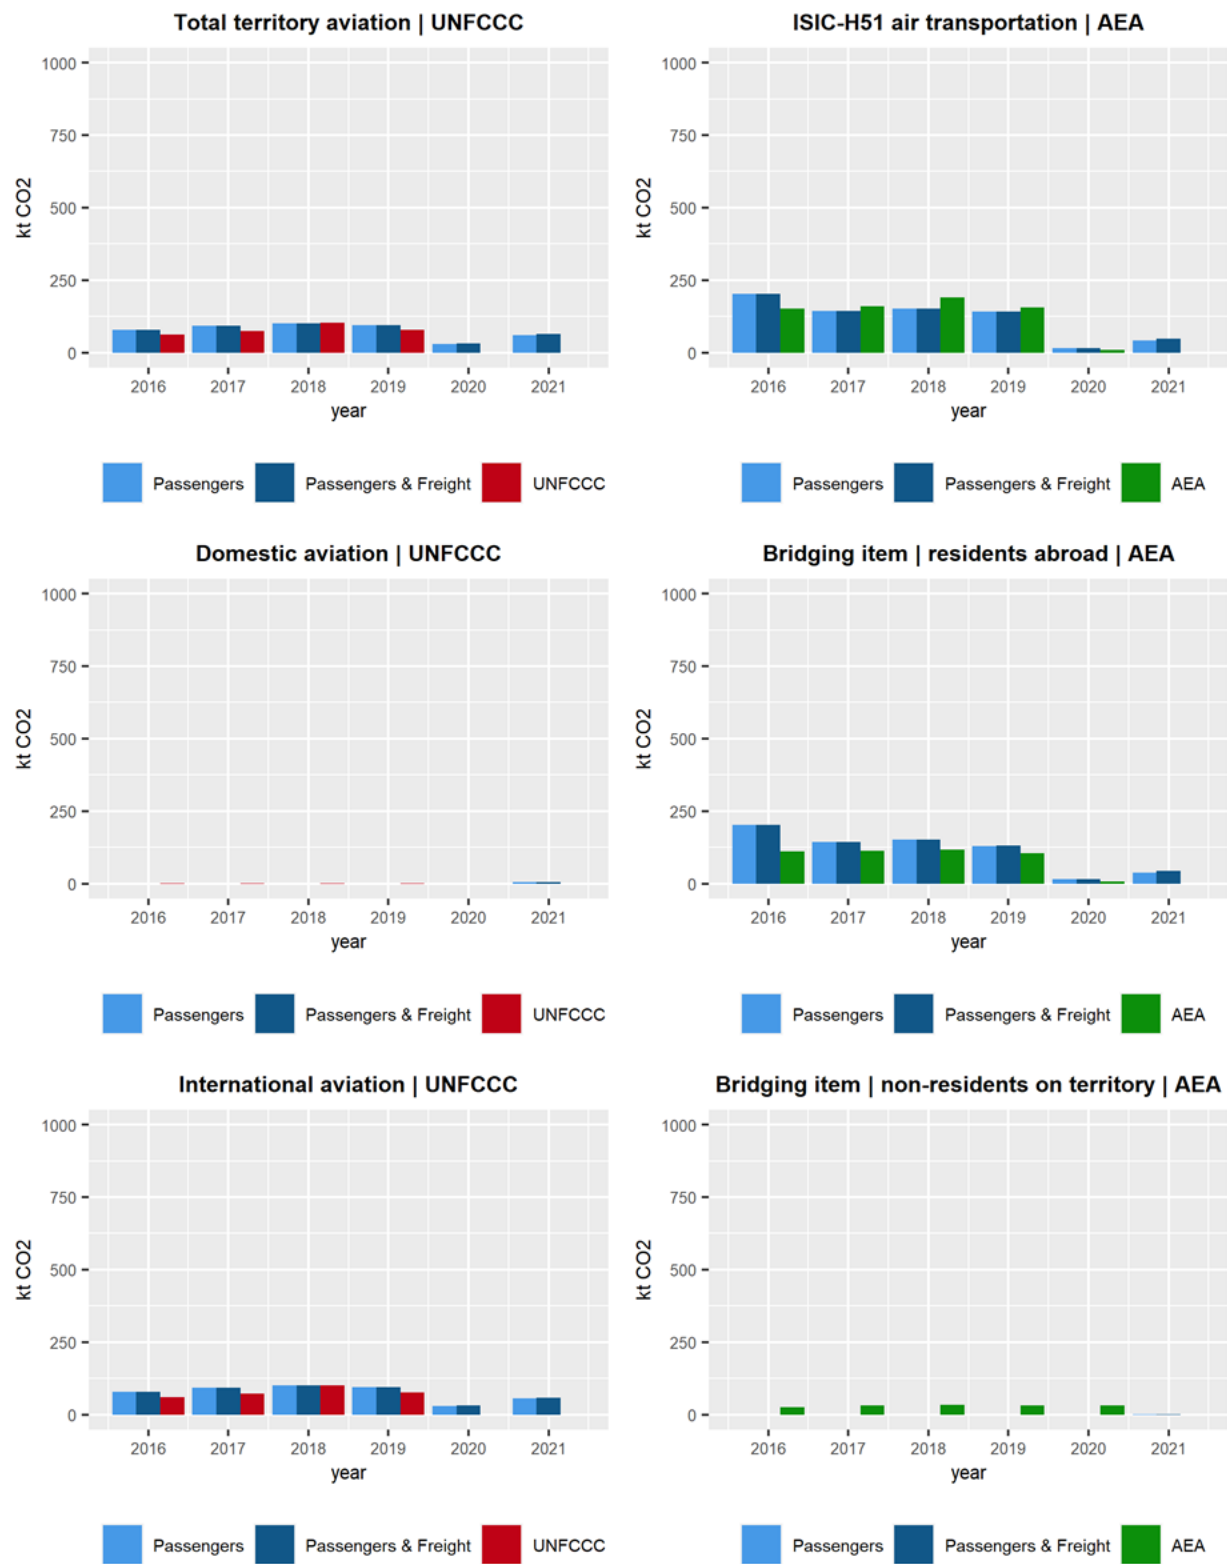 Total territory aviation | UNFCCC
1000
750
500
250
0
kt CO2
2016 2017 2018 2019 2020 2021
year
Passengers Passengers & Freight UNFCCC
ISIC-H51 air transportation | AEA
1000
750
500
250
0
kt CO2
2016 2017 2018 2019 2020 2021
year
Passengers Passengers & Freight AEA
Domestic aviation | UNFCCC
1000
750
500
250
0
kt CO2
2016 2017 2018 2019 2020 2021
year
Passengers Passengers & Freight UNFCCC
Bridging item | residents abroad | AEA
1000
750
500
250
0
kt CO2
2016 2017 2018 2019 2020 2021
year
Passengers Passengers & Freight AEA
International aviation | UNFCCC
1000
750
500
250
0
kt CO2
2016 2017 2018 2019 2020 2021
year
Passengers Passengers & Freight UNFCCC
Bridging item | non-residents on territory | AEA
1000
750
500
250
0
kt CO2
2016 2017 2018 2019 2020 2021
year
Passengers Passengers & Freight AEA